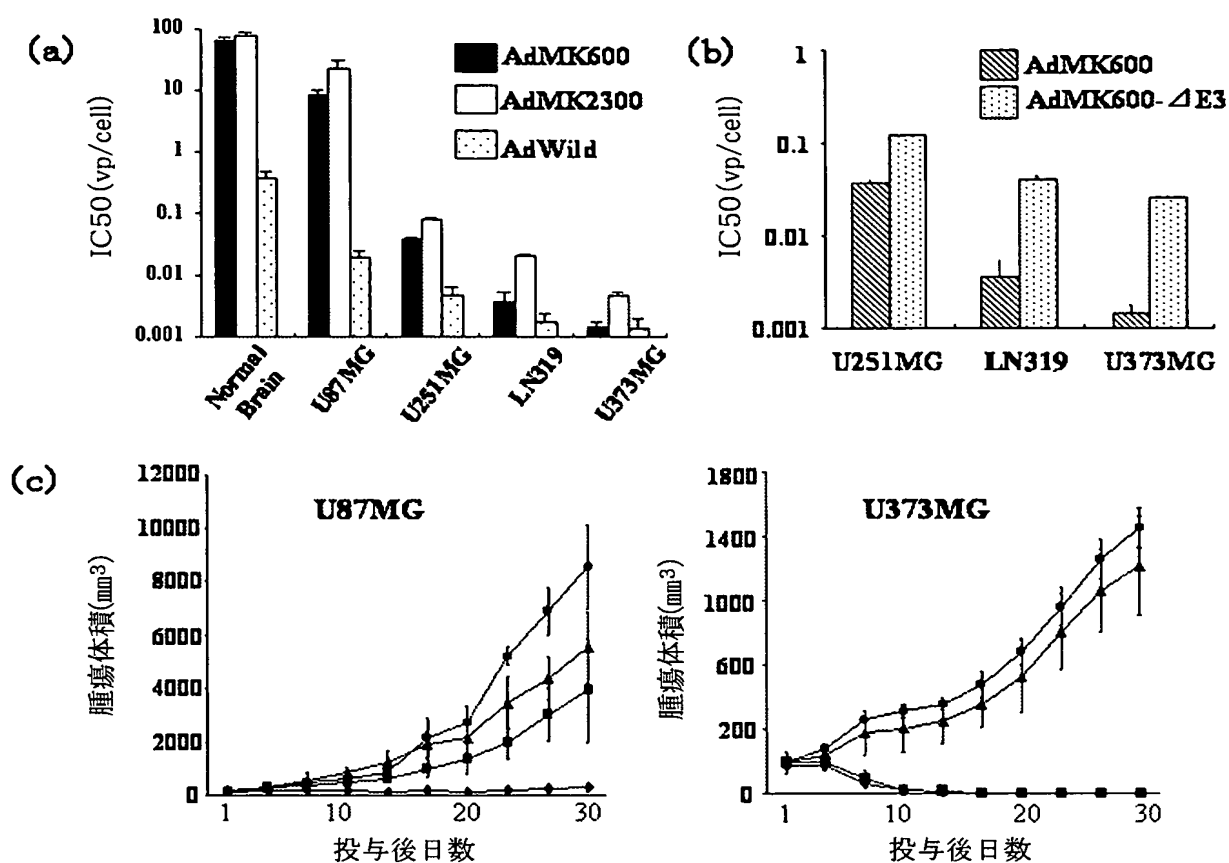 (a)
IC50(vp/cell)
100
10
1
0.1
0.01
0.001
AdMK600
AdMK2300
AdWild
Normal
Brain
U87MG
U251MG
LN319
U373MG
(b)
IC50(vp/cell)
1
0.1
0.01
0.001
AdMK600
AdMK600-⊿E3
U251MG
LN319
U373MG
(c)
U87MG
腫瘍体積(㎜³)
12000
10000
8000
6000
4000
2000
0
1
10
20
30
投与後日数
U373MG
腫瘍体積(㎜³)
1800
1400
1000
600
200
0
1
10
20
30
投与後日数